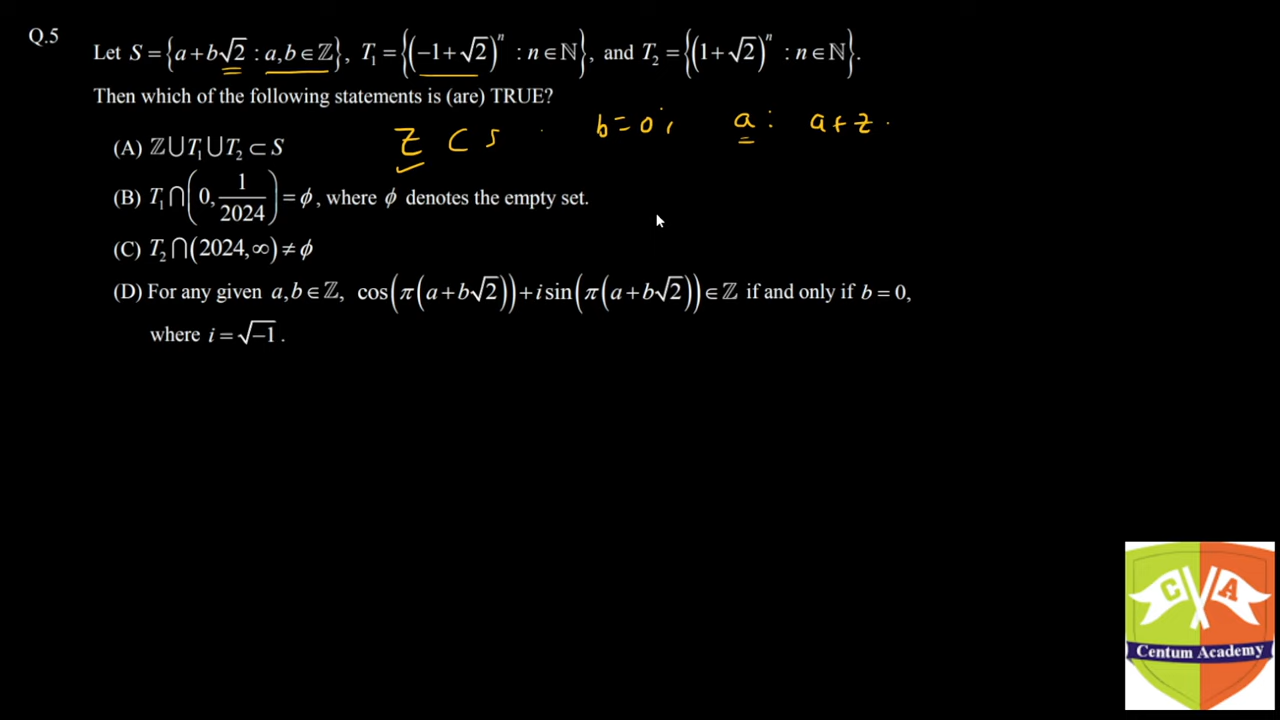 Q.5
Let S = {a + b√2 : a, b ∈ ℤ}, T₁ = {(−1+√2)ⁿ : n ∈ ℕ}, and T₂ = {(1+√2)ⁿ : n ∈ ℕ}.
Then which of the following statements is (are) TRUE?
b = 0, a : a + z .
(A) ℤ ⋃ T₁ ⋃ T₂ ⊂ S Z ⊂ S
(B) T₁ ⋂ (0, 1/2024) = ϕ, where ϕ denotes the empty set.
(C) T₂ ⋂ (2024, ∞) ≠ ϕ
(D) For any given a, b ∈ ℤ, cos(π(a + b√2)) + i sin(π(a + b√2)) ∈ ℤ if and only if b = 0,
where i = √−1 .
C A
Centum Academy